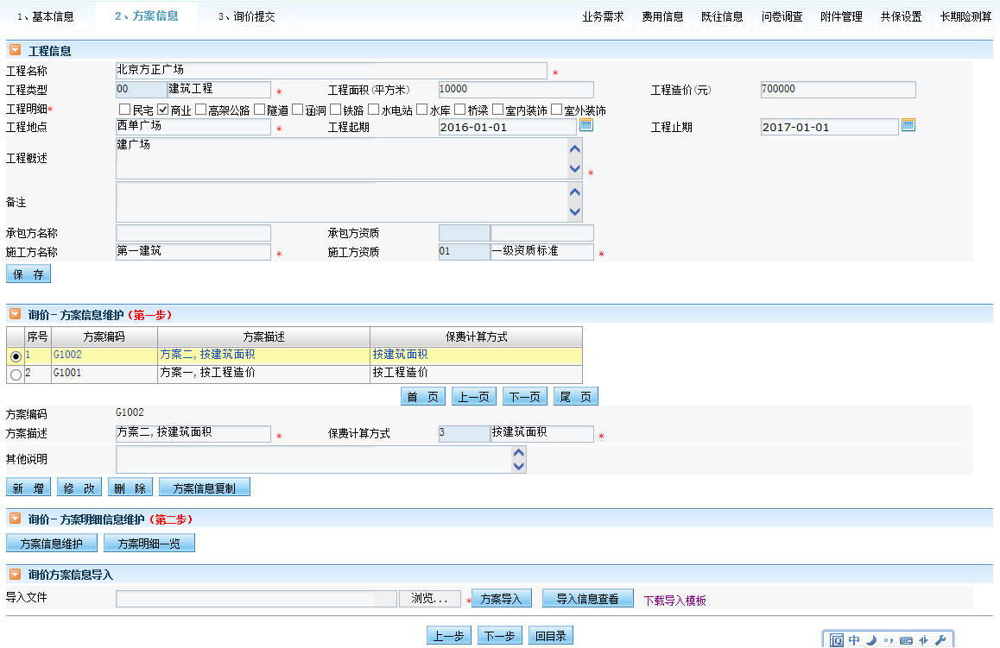 1、基本信息 2、方案信息 3、询价提交 业务需求 费用信息 既往信息 问卷调查 附件管理 共保设置 长期险测算
工程信息
工程名称 北京方正广场 *
工程类型 00 建筑工程 * 工程面积(平方米) 10000 工程造价(元) 700000
工程明细* 民宅 商业 高架公路 隧道 涵洞 铁路 水电站 水库 桥梁 室内装饰 室外装饰
工程地点 西单广场 * 工程起期 2016-01-01 工程止期 2017-01-01
工程概述 建广场 *
备注
承包方名称 承包方资质
施工方名称 第一建筑 * 施工方资质 01 一级资质标准 *
保 存
询价-方案信息维护(第一步)
序号 方案编码 方案描述 保费计算方式
1 G1002 方案二,按建筑面积 按建筑面积
2 G1001 方案一,按工程造价 按工程造价
首 页 上一页 下一页 尾 页
方案编码 G1002
方案描述 方案二,按建筑面积 * 保费计算方式 3 按建筑面积 *
其他说明
新 增 修 改 删 除 方案信息复制
询价-方案明细信息维护(第二步)
方案信息维护 方案明细一览
询价方案信息导入
导入文件 浏览... * 方案导入 导入信息查看 下载导入模板
上一步 下一步 回目录
中